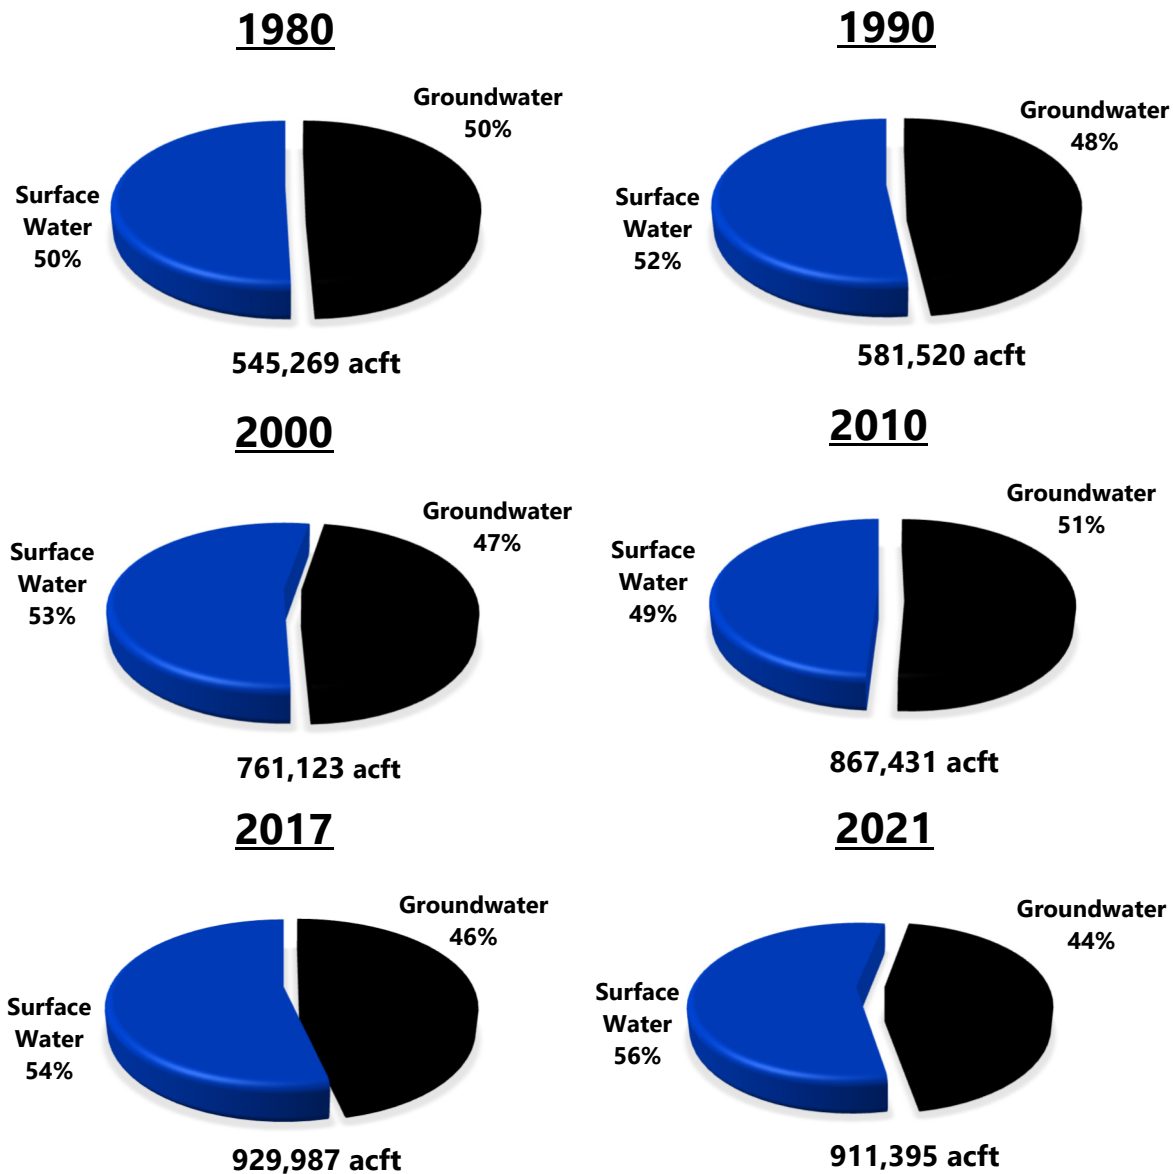 1980
Groundwater
50%
Surface
Water
50%
545,269 acft
1990
Groundwater
48%
Surface
Water
52%
581,520 acft
2000
Groundwater
47%
Surface
Water
53%
761,123 acft
2010
Groundwater
51%
Surface
Water
49%
867,431 acft
2017
Groundwater
46%
Surface
Water
54%
929,987 acft
2021
Groundwater
44%
Surface
Water
56%
911,395 acft